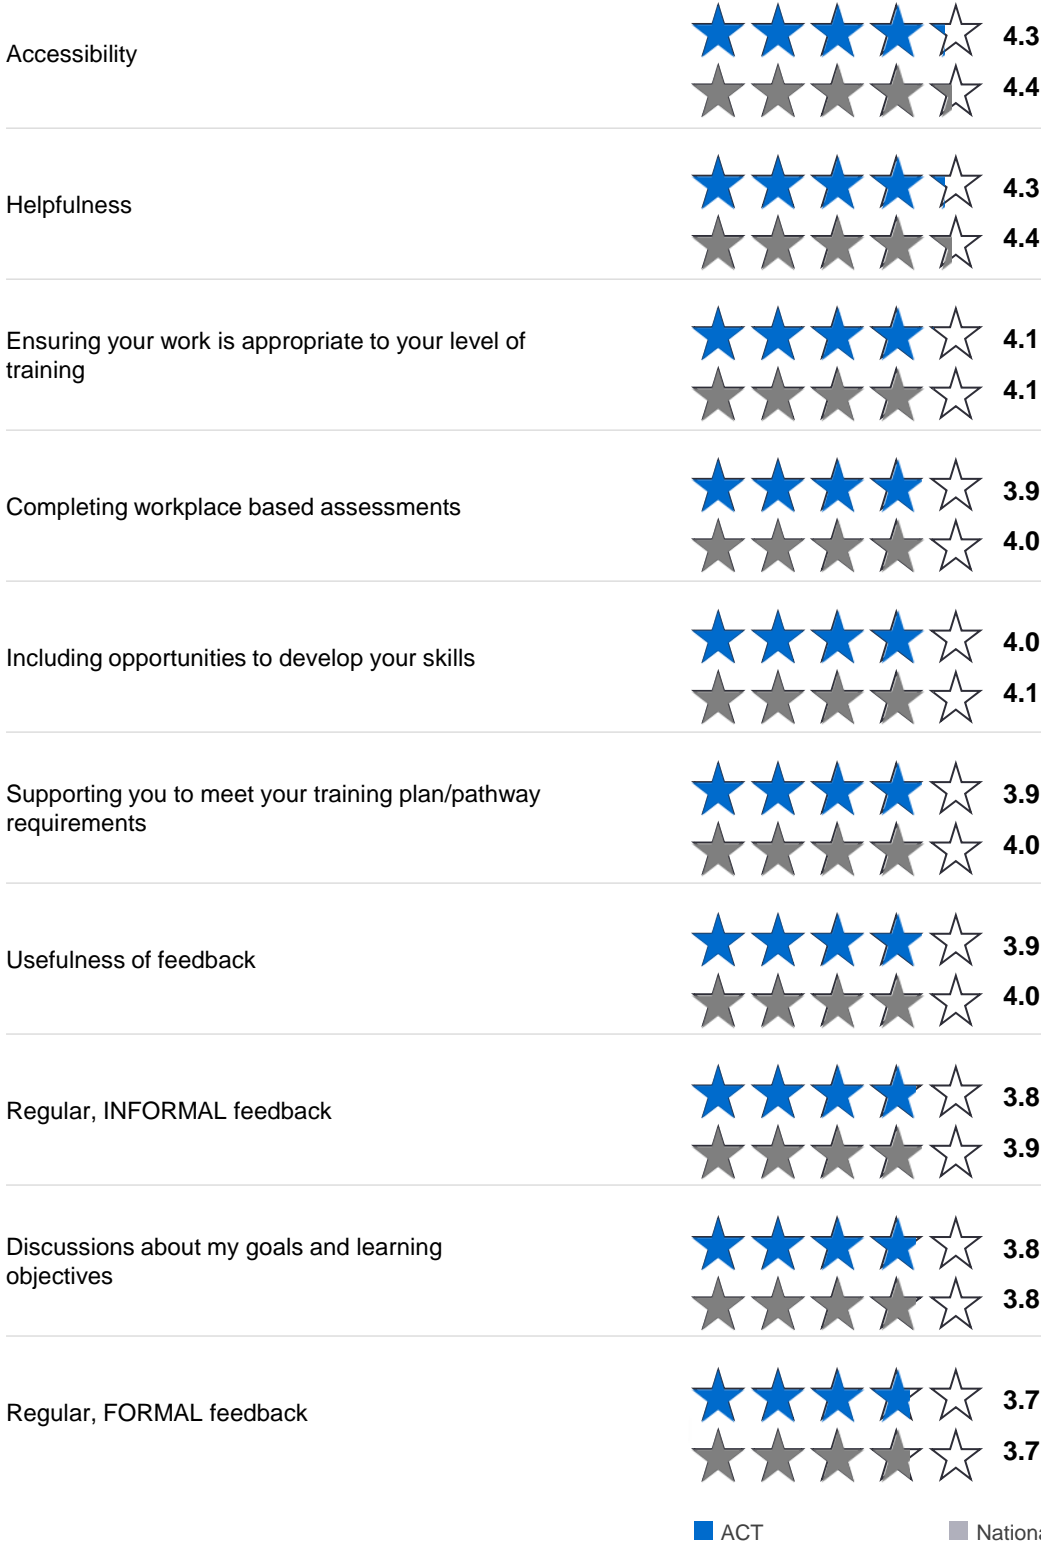 Accessibility
4.3
4.4
Helpfulness
4.3
4.4
Ensuring your work is appropriate to your level of
training
4.1
4.1
Completing workplace based assessments
3.9
4.0
Including opportunities to develop your skills
4.0
4.1
Supporting you to meet your training plan/pathway
requirements
3.9
4.0
Usefulness of feedback
3.9
4.0
Regular, INFORMAL feedback
3.8
3.9
Discussions about my goals and learning
objectives
3.8
3.8
Regular, FORMAL feedback
3.7
3.7
ACT